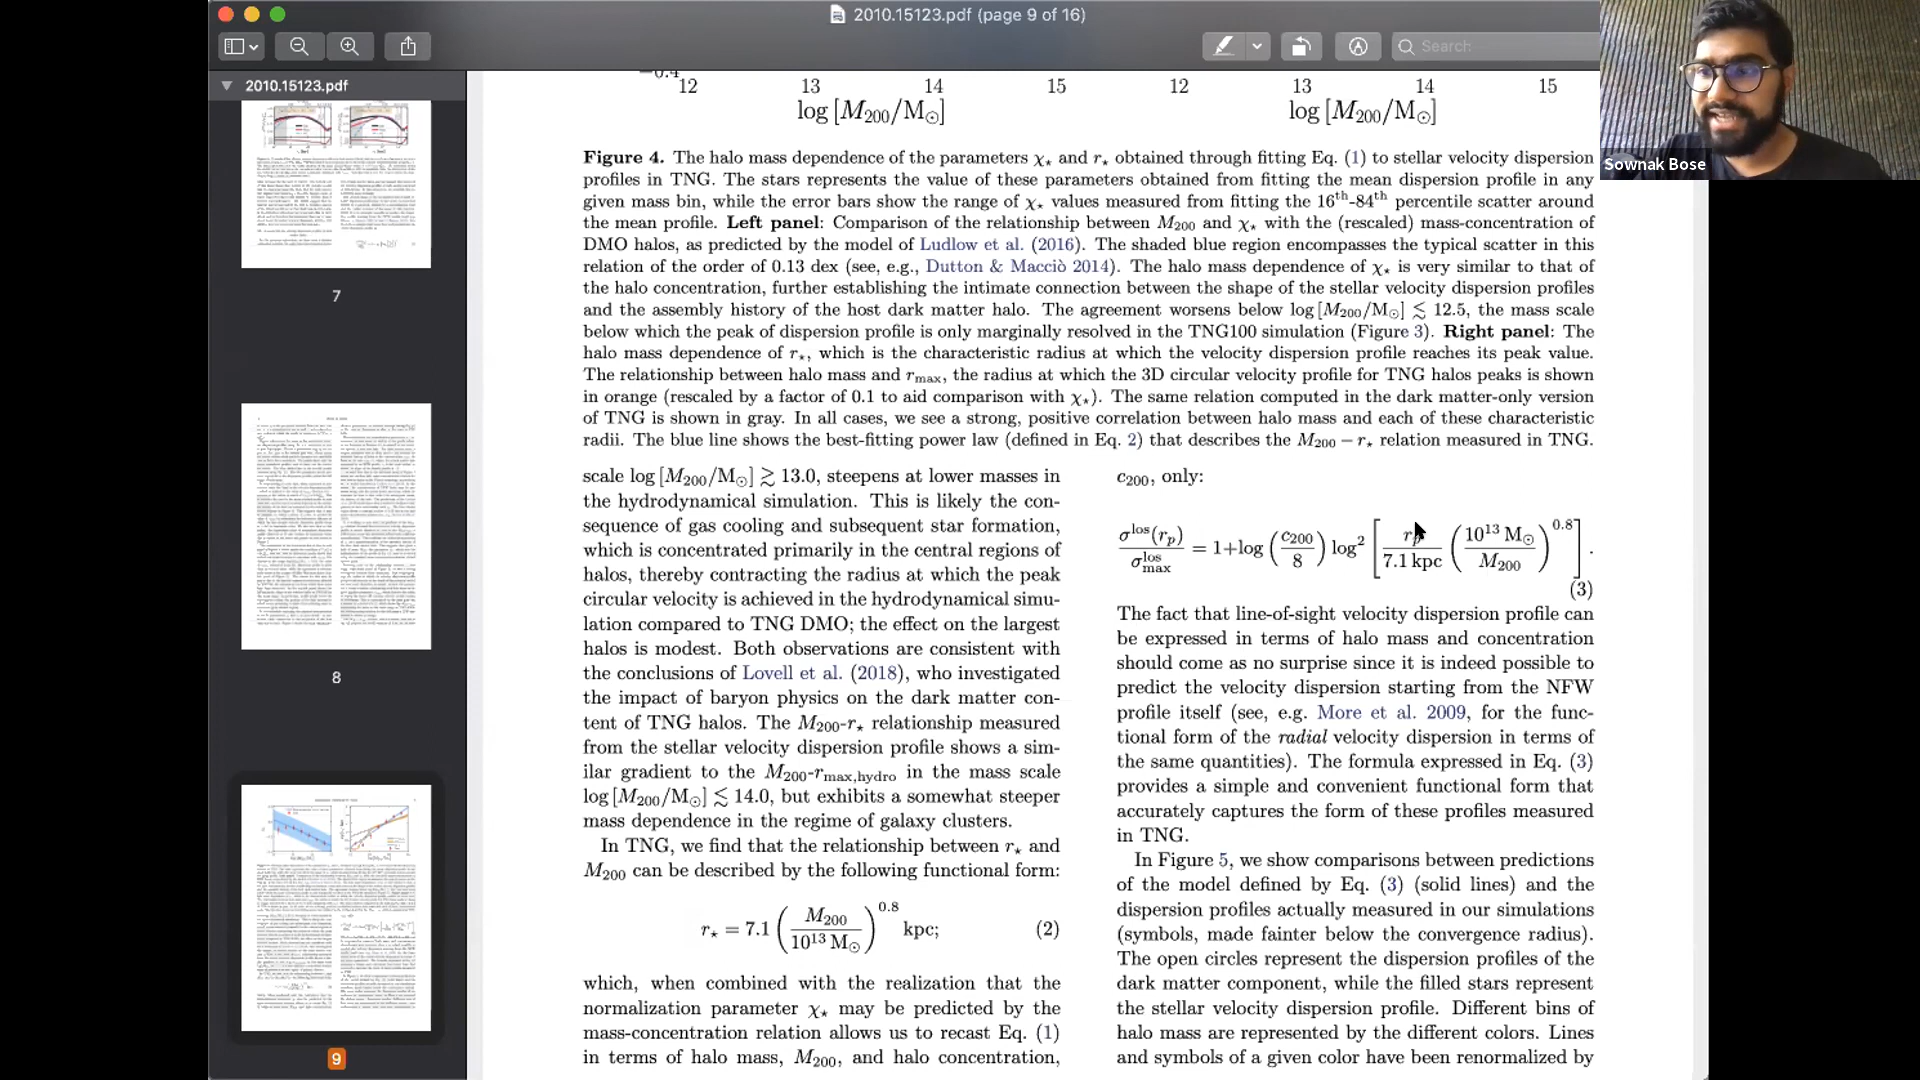 2010.15123.pdf (page 9 of 16)
Search
2010.15123.pdf
7
8
9
Sownak Bose
−0.4
12 13 14 15 12 13 14 15
log [M₂₀₀/M☉] log [M₂₀₀/M☉]
Figure 4. The halo mass dependence of the parameters χ⋆ and r⋆ obtained through fitting Eq. (1) to stellar velocity dispersion
profiles in TNG. The stars represents the value of these parameters obtained from fitting the mean dispersion profile in any
given mass bin, while the error bars show the range of χ⋆ values measured from fitting the 16ᵗʰ-84ᵗʰ percentile scatter around
the mean profile. Left panel: Comparison of the relationship between M₂₀₀ and χ⋆ with the (rescaled) mass-concentration of
DMO halos, as predicted by the model of Ludlow et al. (2016). The shaded blue region encompasses the typical scatter in this
relation of the order of 0.13 dex (see, e.g., Dutton & Macciò 2014). The halo mass dependence of χ⋆ is very similar to that of
the halo concentration, further establishing the intimate connection between the shape of the stellar velocity dispersion profiles
and the assembly history of the host dark matter halo. The agreement worsens below log [M₂₀₀/M☉] ≲ 12.5, the mass scale
below which the peak of dispersion profile is only marginally resolved in the TNG100 simulation (Figure 3). Right panel: The
halo mass dependence of r⋆, which is the characteristic radius at which the velocity dispersion profile reaches its peak value.
The relationship between halo mass and r_max, the radius at which the 3D circular velocity profile for TNG halos peaks is shown
in orange (rescaled by a factor of 0.1 to aid comparison with χ⋆). The same relation computed in the dark matter-only version
of TNG is shown in gray. In all cases, we see a strong, positive correlation between halo mass and each of these characteristic
radii. The blue line shows the best-fitting power law (defined in Eq. 2) that describes the M₂₀₀ − r⋆ relation measured in TNG.
scale log [M₂₀₀/M☉] ≳ 13.0, steepens at lower masses in
the hydrodynamical simulation. This is likely the con-
sequence of gas cooling and subsequent star formation,
which is concentrated primarily in the central regions of
halos, thereby contracting the radius at which the peak
circular velocity is achieved in the hydrodynamical simu-
lation compared to TNG DMO; the effect on the largest
halos is modest. Both observations are consistent with
the conclusions of Lovell et al. (2018), who investigated
the impact of baryon physics on the dark matter con-
tent of TNG halos. The M₂₀₀-r⋆ relationship measured
from the stellar velocity dispersion profile shows a sim-
ilar gradient to the M₂₀₀-r_max,hydro in the mass scale
log [M₂₀₀/M☉] ≲ 14.0, but exhibits a somewhat steeper
mass dependence in the regime of galaxy clusters.
In TNG, we find that the relationship between r⋆ and
M₂₀₀ can be described by the following functional form:
r⋆ = 7.1 (M₂₀₀ / 10¹³ M☉)^0.8 kpc; (2)
which, when combined with the realization that the
normalization parameter χ⋆ may be predicted by the
mass-concentration relation allows us to recast Eq. (1)
in terms of halo mass, M₂₀₀, and halo concentration,
c₂₀₀, only:
σ^los(r_p) / σ^los_max = 1+log (c₂₀₀ / 8) log² [r_p / 7.1 kpc (10¹³ M☉ / M₂₀₀)^0.8] .
(3)
The fact that line-of-sight velocity dispersion profile can
be expressed in terms of halo mass and concentration
should come as no surprise since it is indeed possible to
predict the velocity dispersion starting from the NFW
profile itself (see, e.g. More et al. 2009, for the func-
tional form of the radial velocity dispersion in terms of
the same quantities). The formula expressed in Eq. (3)
provides a simple and convenient functional form that
accurately captures the form of these profiles measured
in TNG.
In Figure 5, we show comparisons between predictions
of the model defined by Eq. (3) (solid lines) and the
dispersion profiles actually measured in our simulations
(symbols, made fainter below the convergence radius).
The open circles represent the dispersion profiles of the
dark matter component, while the filled stars represent
the stellar velocity dispersion profile. Different bins of
halo mass are represented by the different colors. Lines
and symbols of a given color have been renormalized by